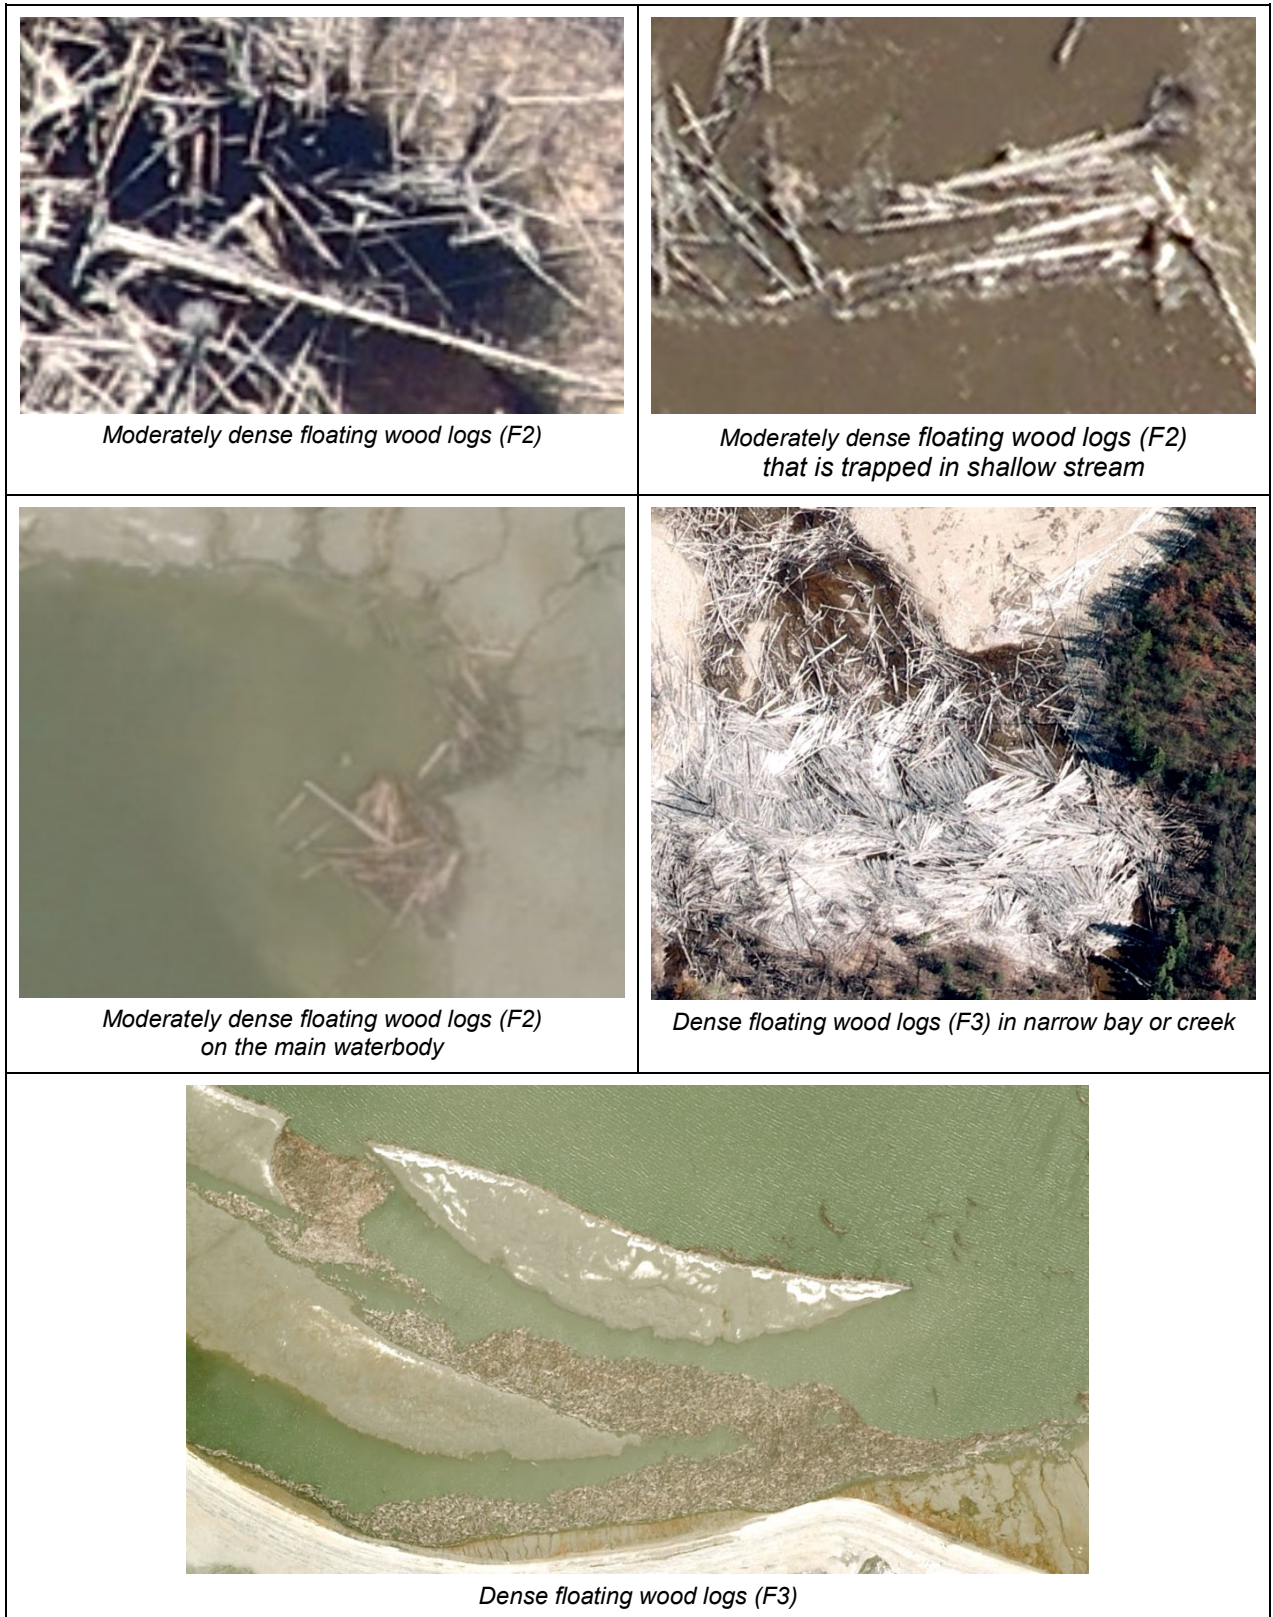 Moderately dense floating wood logs (F2)
Moderately dense floating wood logs (F2)
that is trapped in shallow stream
Moderately dense floating wood logs (F2)
on the main waterbody
Dense floating wood logs (F3) in narrow bay or creek
Dense floating wood logs (F3)